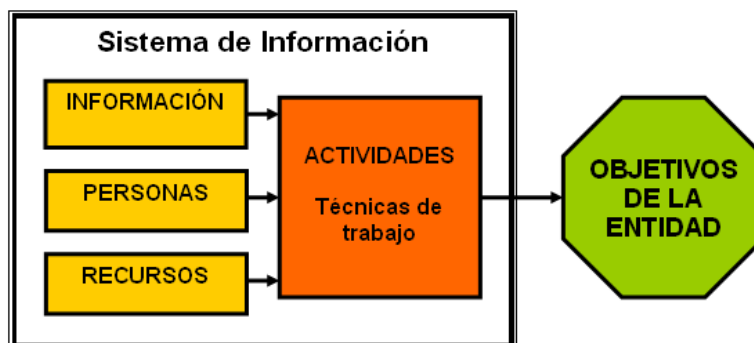 Sistema de Información
INFORMACIÓN
PERSONAS
RECURSOS
ACTIVIDADES
Técnicas de
trabajo
OBJETIVOS
DE LA
ENTIDAD